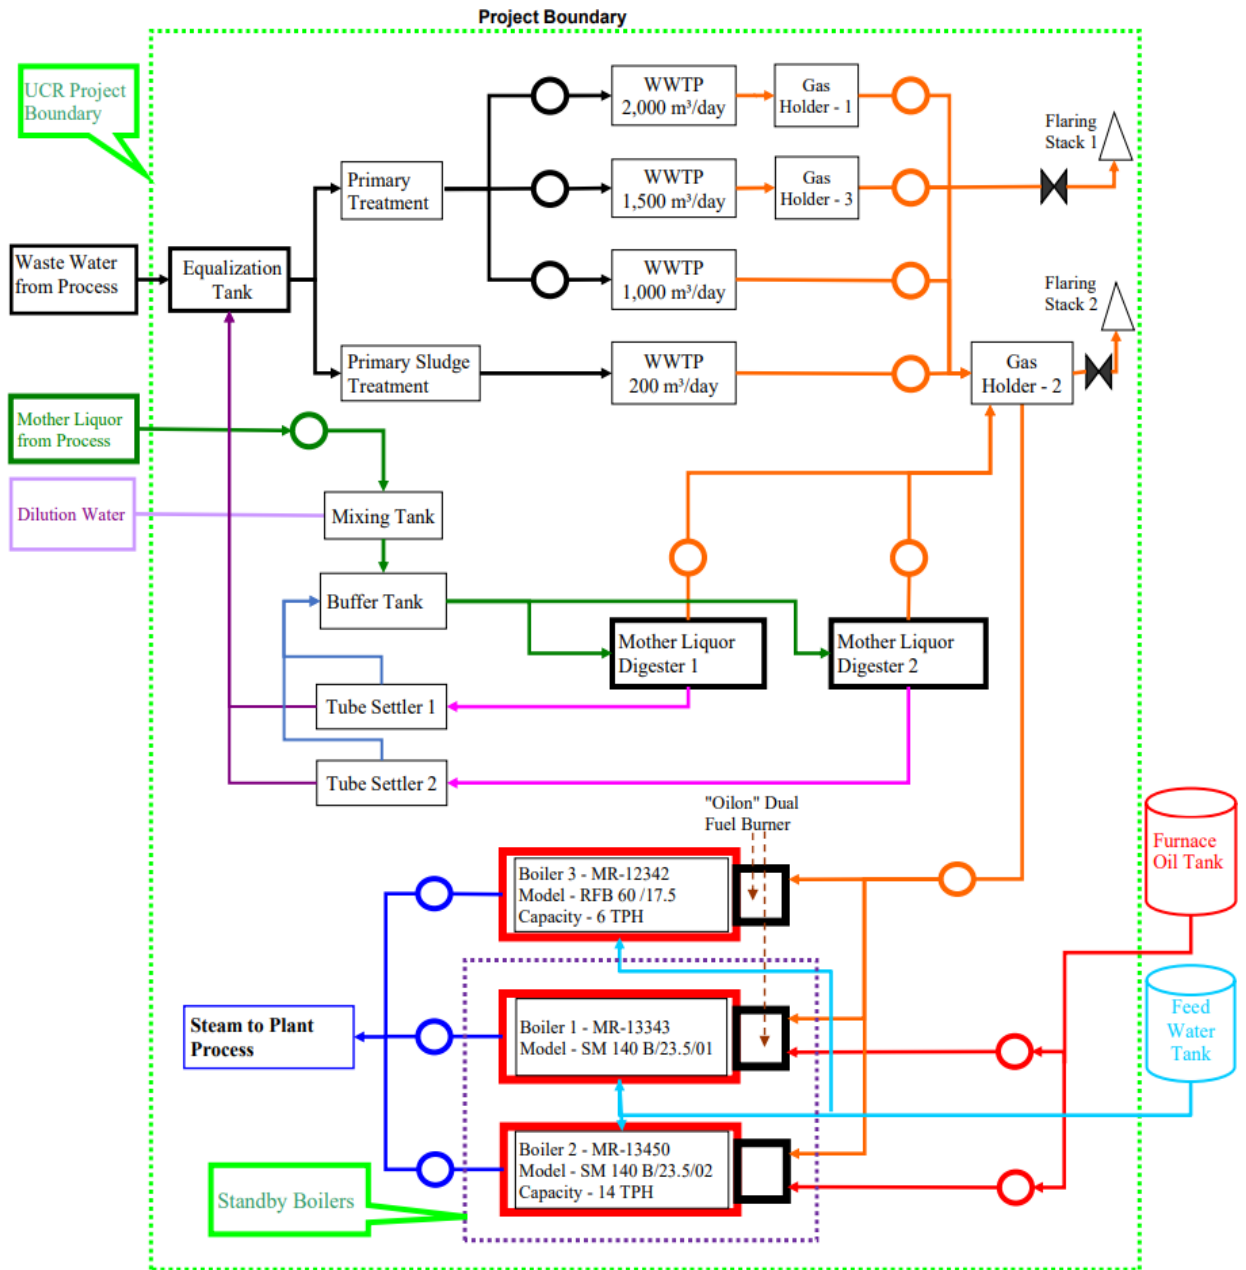 Project Boundary
UCR Project
Boundary
WWTP
2,000 m³/day
Gas
Holder - 1
Flaring
Stack 1
Primary
Treatment
WWTP
1,500 m³/day
Gas
Holder - 3
Waste Water
from Process
Equalization
Tank
WWTP
1,000 m³/day
Flaring
Stack 2
Primary Sludge
Treatment
WWTP
200 m³/day
Gas
Holder - 2
Mother Liquor
from Process
Dilution Water
Mixing Tank
Buffer Tank
Mother Liquor
Digester 1
Mother Liquor
Digester 2
Tube Settler 1
Tube Settler 2
"Oilon" Dual
Fuel Burner
Furnace
Oil Tank
Boiler 3 - MR-12342
Model - RFB 60 /17.5
Capacity - 6 TPH
Steam to Plant
Process
Boiler 1 - MR-13343
Model - SM 140 B/23.5/01
Feed
Water
Tank
Boiler 2 - MR-13450
Model - SM 140 B/23.5/02
Capacity - 14 TPH
Standby Boilers